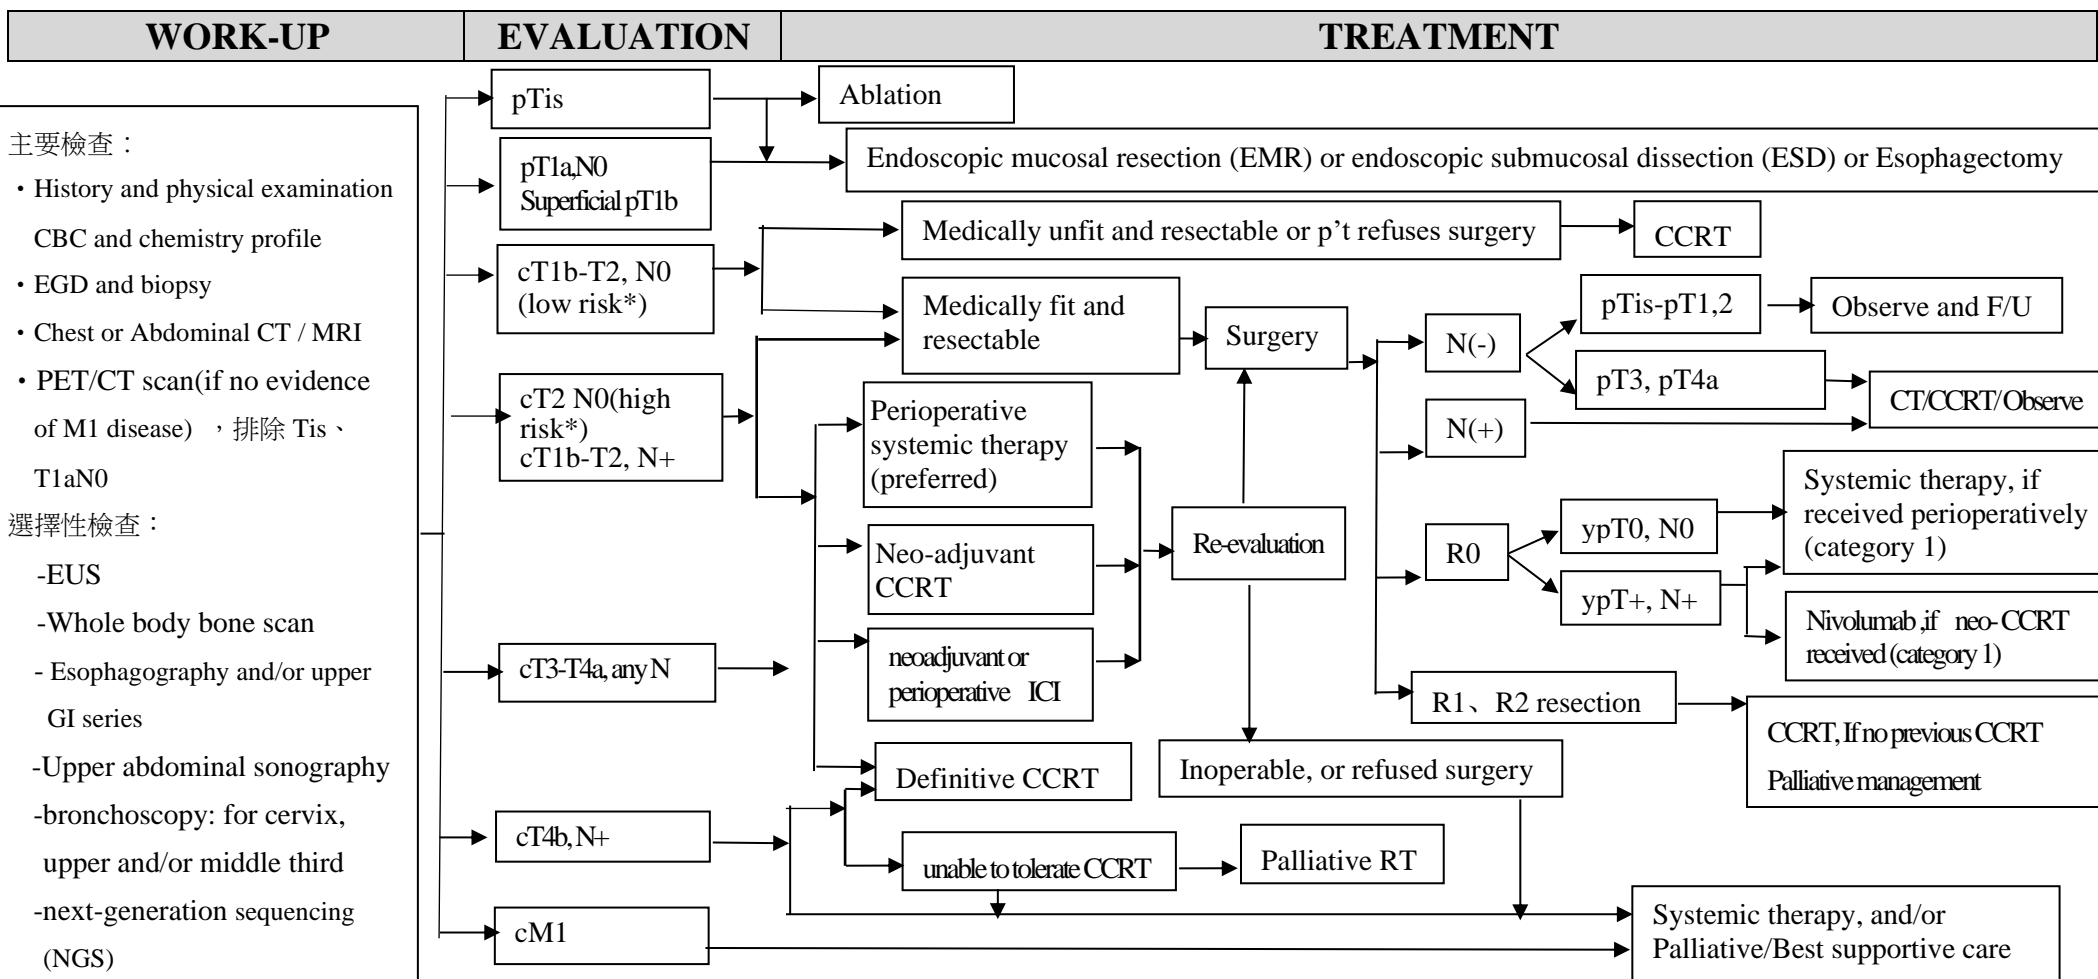 WORK-UP
EVALUATION
TREATMENT
主要檢查：
・History and physical examination
CBC and chemistry profile
・EGD and biopsy
・Chest or Abdominal CT / MRI
・PET/CT scan(if no evidence
of M1 disease) ，排除 Tis、
T1aN0
選擇性檢查：
-EUS
-Whole body bone scan
- Esophagography and/or upper
GI series
-Upper abdominal sonography
-bronchoscopy: for cervix,
upper and/or middle third
-next-generation sequencing
(NGS)
pTis
pT1a,N0
Superficial pT1b
cT1b-T2, N0
(low risk*)
cT2 N0(high
risk*)
cT1b-T2, N+
cT3-T4a, any N
cT4b, N+
cM1
Ablation
Endoscopic mucosal resection (EMR) or endoscopic submucosal dissection (ESD) or Esophagectomy
Medically unfit and resectable or p’t refuses surgery
CCRT
Medically fit and
resectable
Perioperative
systemic therapy
(preferred)
Neo-adjuvant
CCRT
neoadjuvant or
perioperative ICI
Definitive CCRT
unable to tolerate CCRT
Palliative RT
Surgery
Re-evaluation
Inoperable, or refused surgery
N(-)
pTis-pT1,2
Observe and F/U
pT3, pT4a
CT/CCRT/Observe
N(+)
R0
ypT0, N0
ypT+, N+
Systemic therapy, if
received perioperatively
(category 1)
Nivolumab ,if neo- CCRT
received (category 1)
R1、R2 resection
CCRT, If no previous CCRT
Palliative management
Systemic therapy, and/or
Palliative/Best supportive care